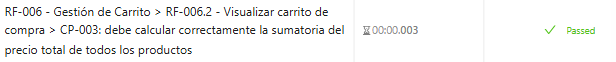 RF-006 - Gestión de Carrito > RF-006.2 - Visualizar carrito de
compra > CP-003: debe calcular correctamente la sumatoria del
precio total de todos los productos
00:00.003
Passed